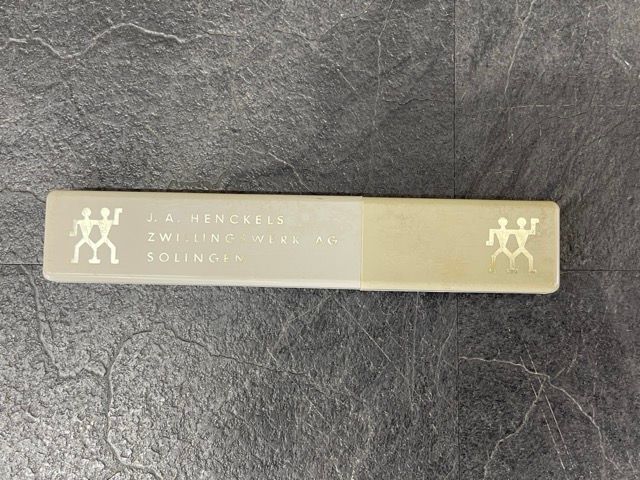 J. A. HENCKELS
ZWILLINGSWERK AG
SOLINGEN